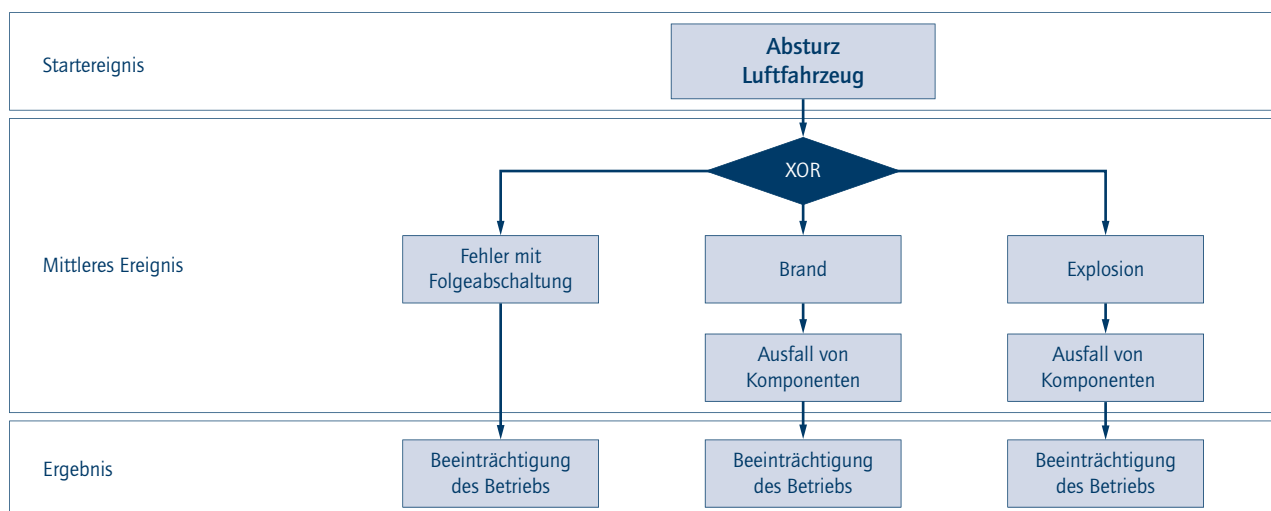 Startereignis
Absturz
Luftfahrzeug
Mittleres Ereignis
XOR
Fehler mit
Folgeabschaltung
Brand
Explosion
Ausfall von
Komponenten
Ausfall von
Komponenten
Ergebnis
Beeinträchtigung
des Betriebs
Beeinträchtigung
des Betriebs
Beeinträchtigung
des Betriebs